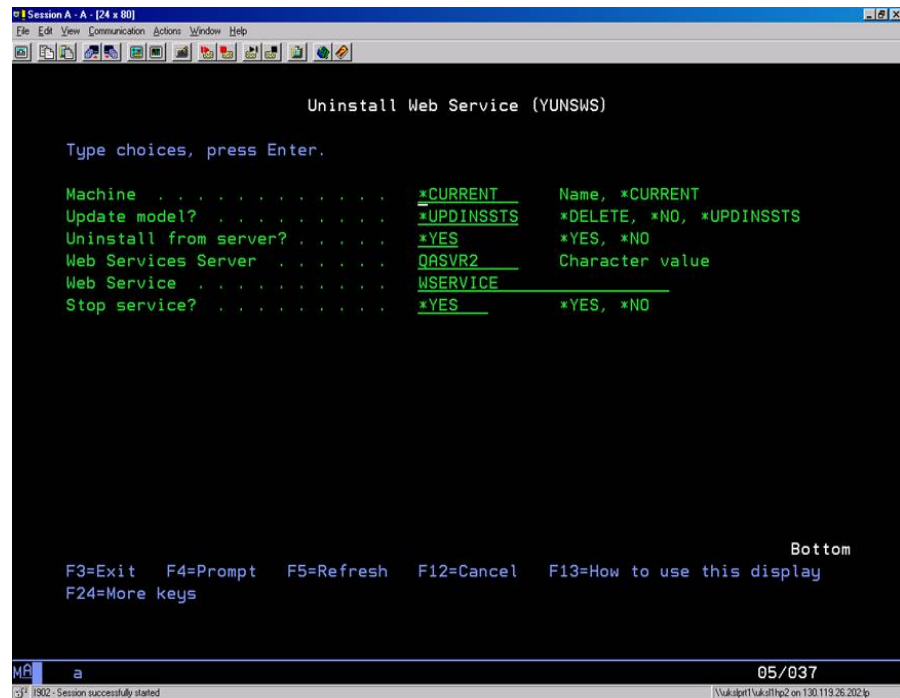 Session A - A - [24 x 80]
File Edit View Communication Actions Window Help
Uninstall Web Service (YUNSWS)
Type choices, press Enter.
Machine . . . . . . . . . . . . *CURRENT Name, *CURRENT
Update model? . . . . . . . . . *UPDINSSTS *DELETE, *NO, *UPDINSSTS
Uninstall from server? . . . . . *YES *YES, *NO
Web Services Server . . . . . . QASVR2 Character value
Web Service . . . . . . . . . . WSERVICE
Stop service? . . . . . . . . . *YES *YES, *NO
Bottom
F3=Exit F4=Prompt F5=Refresh F12=Cancel F13=How to use this display
F24=More keys
MA a 05/037
I902 - Session successfully started